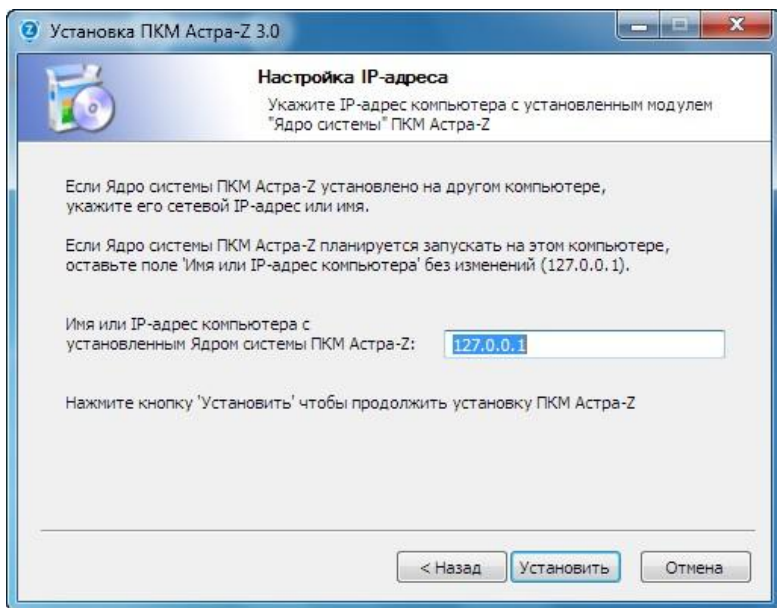 Установка ПКМ Астра-Z 3.0
Настройка IP-адреса
Укажите IP-адрес компьютера с установленным модулем
"Ядро системы" ПКМ Астра-Z
Если Ядро системы ПКМ Астра-Z установлено на другом компьютере,
укажите его сетевой IP-адрес или имя.
Если Ядро системы ПКМ Астра-Z планируется запускать на этом компьютере,
оставьте поле 'Имя или IP-адрес компьютера' без изменений (127.0.0.1).
Имя или IP-адрес компьютера с
установленным Ядром системы ПКМ Астра-Z:
127.0.0.1
Нажмите кнопку 'Установить' чтобы продолжить установку ПКМ Астра-Z
< Назад
Установить
Отмена